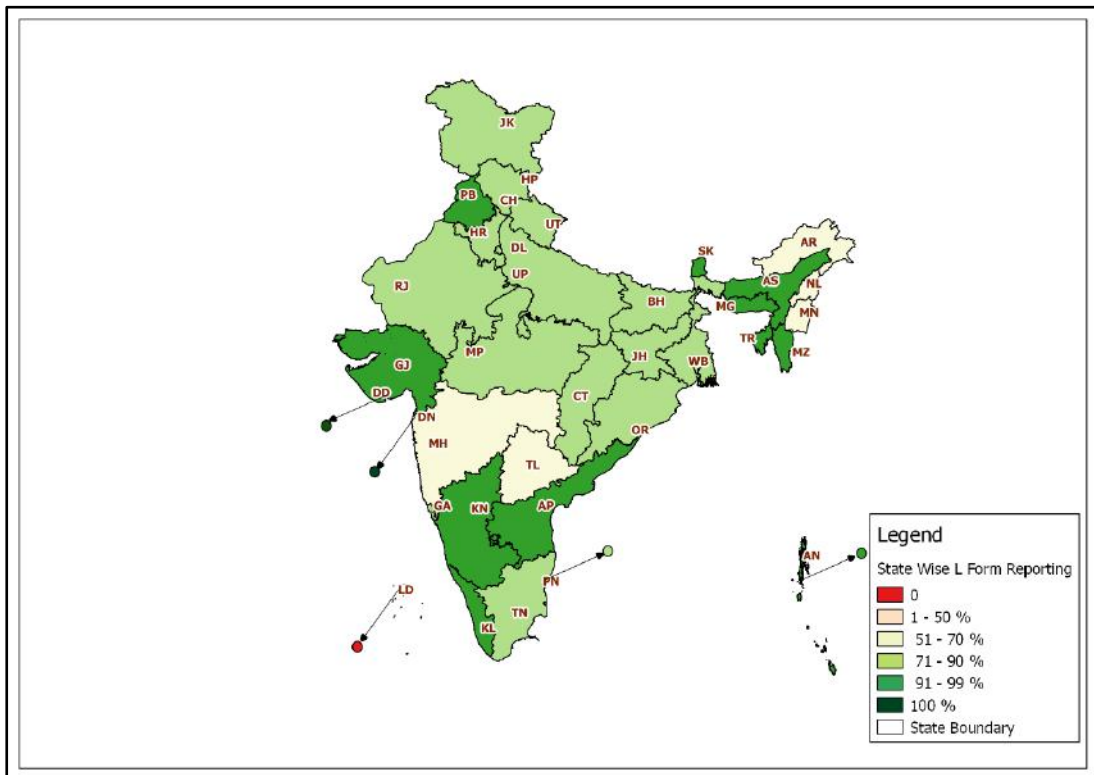 JK
HP
PB
CH
UT
HR
DL
SK
AR
UP
AS
NL
RJ
BH
MG
MN
TR
MZ
MP
JH
WB
GJ
CT
DD
DN
OR
MH
TL
GA
KN
AP
AN
PN
LD
TN
KL
Legend
State Wise L Form Reporting
0
1 - 50 %
51 - 70 %
71 - 90 %
91 - 99 %
100 %
State Boundary